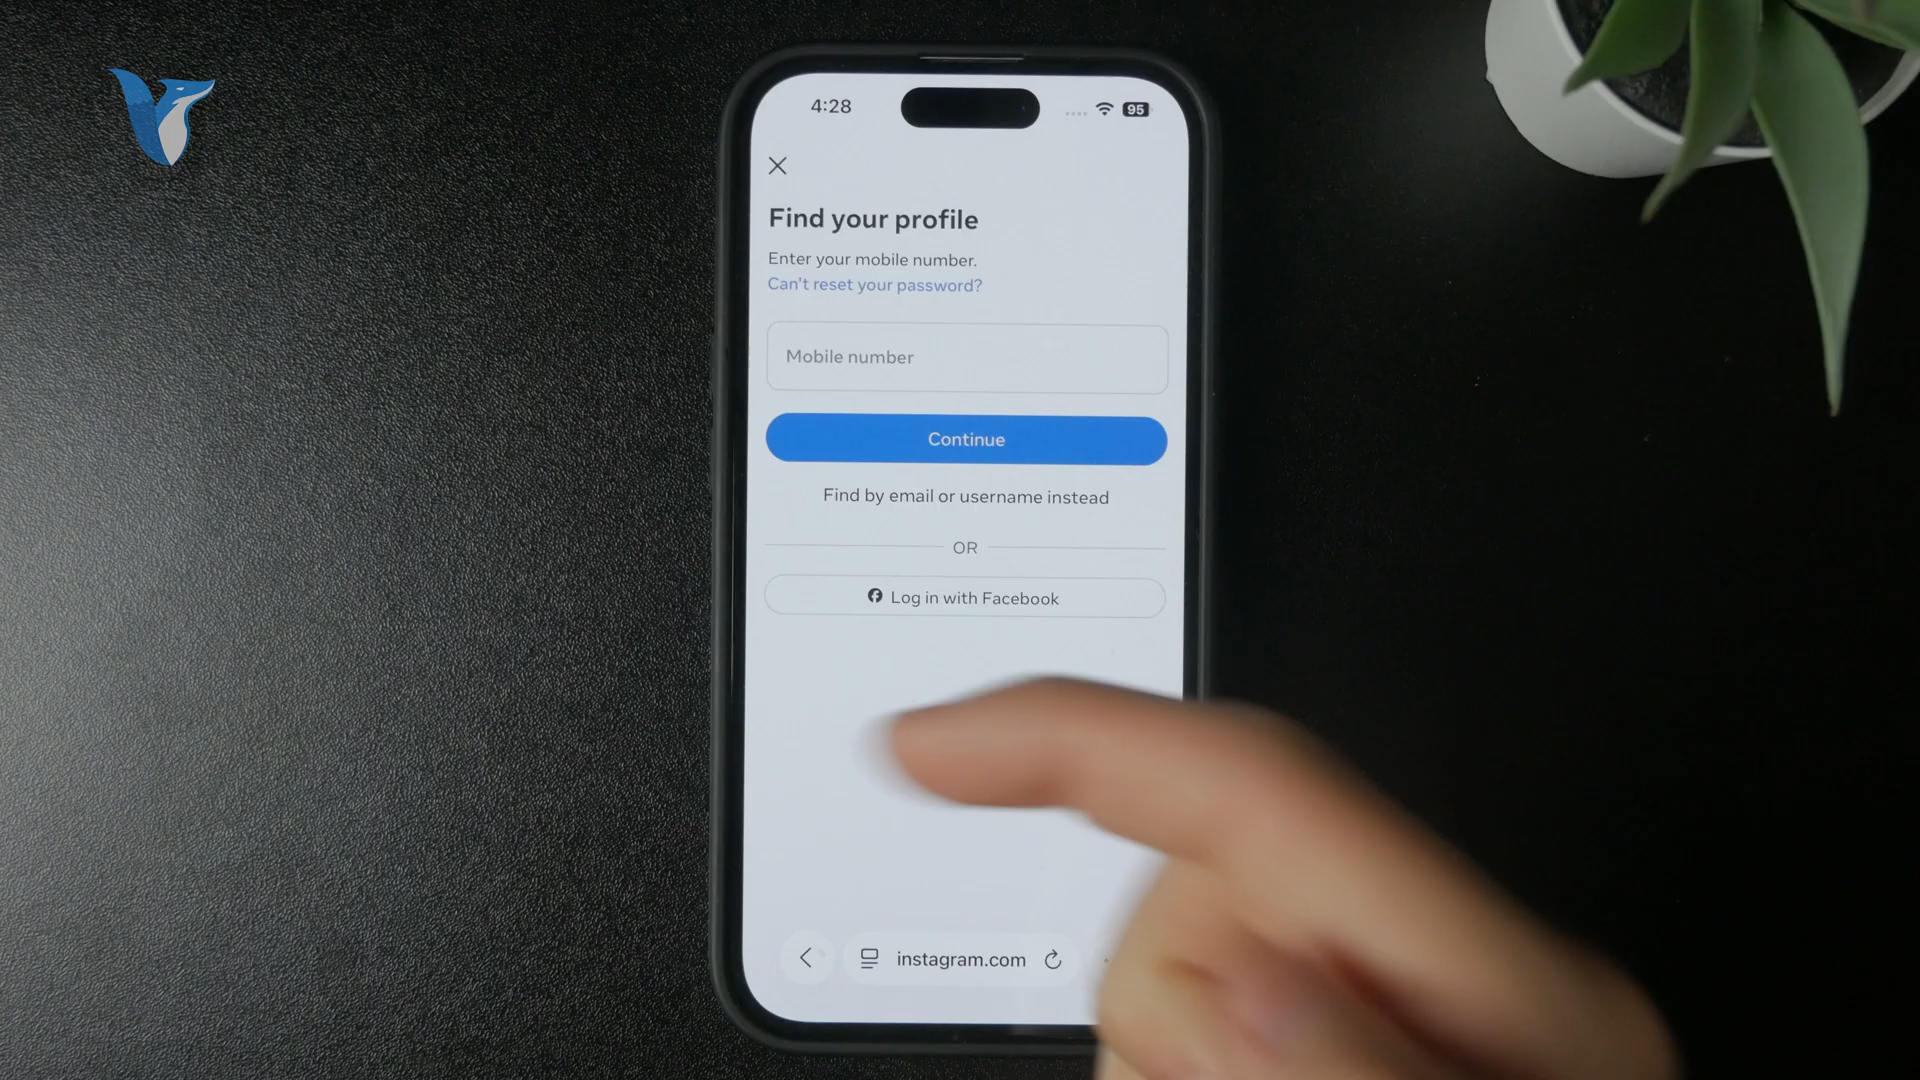 4:28
95
Find your profile
Enter your mobile number.
Can't reset your password?
Mobile number
Continue
Find by email or username instead
OR
Log in with Facebook
instagram.com